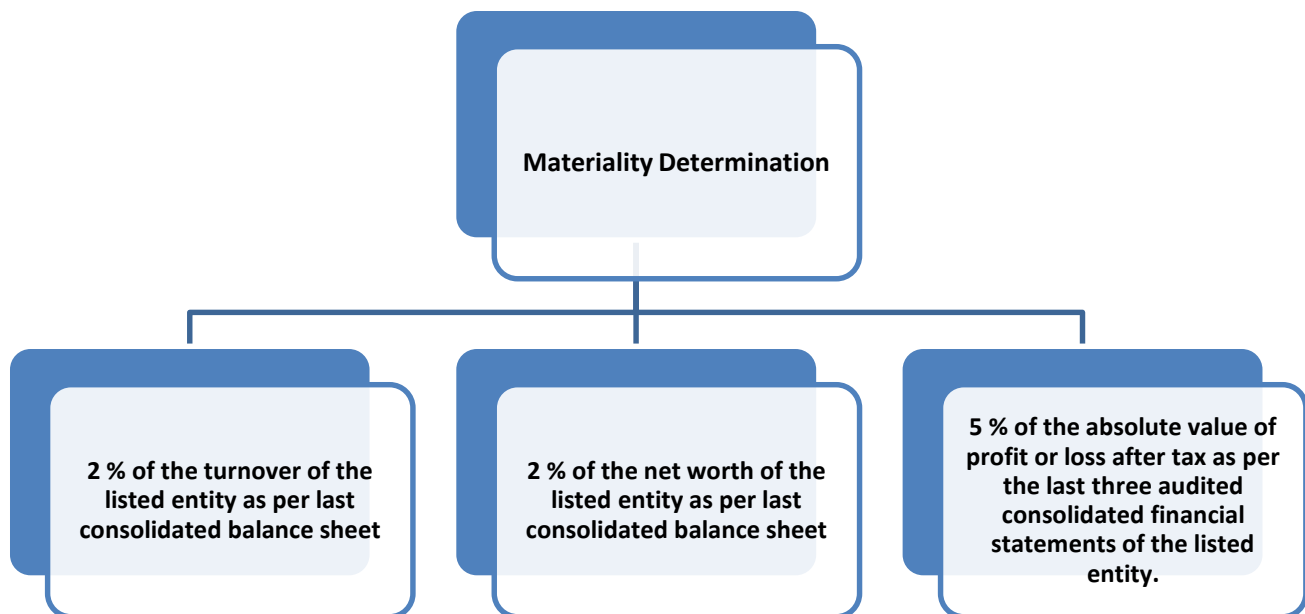 Materiality Determination
2 % of the turnover of the
listed entity as per last
consolidated balance sheet
2 % of the net worth of the
listed entity as per last
consolidated balance sheet
5 % of the absolute value of
profit or loss after tax as per
the last three audited
consolidated financial
statements of the listed
entity.